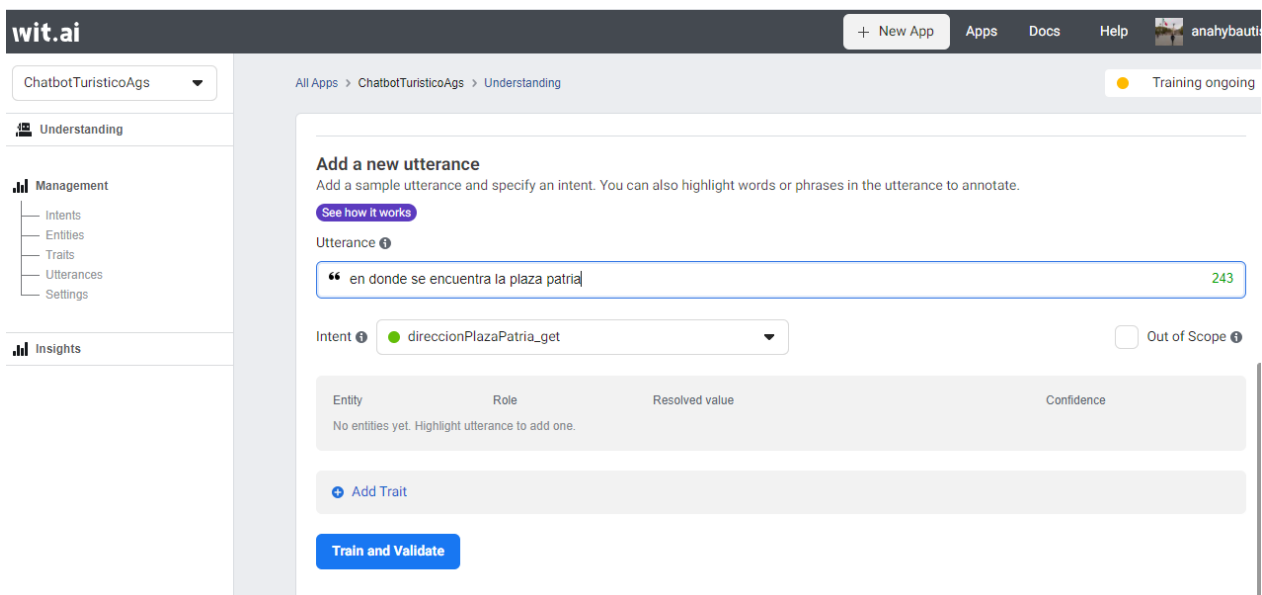 wit.ai
+ New App Apps Docs Help anahybautis
ChatbotTuristicoAgs
All Apps > ChatbotTuristicoAgs > Understanding
Training ongoing
Understanding
Management
Intents
Entities
Traits
Utterances
Settings
Insights
Add a new utterance
Add a sample utterance and specify an intent. You can also highlight words or phrases in the utterance to annotate.
See how it works
Utterance
“ en donde se encuentra la plaza patria 243
Intent direccionPlazaPatria_get Out of Scope
Entity Role Resolved value Confidence
No entities yet. Highlight utterance to add one.
Add Trait
Train and Validate